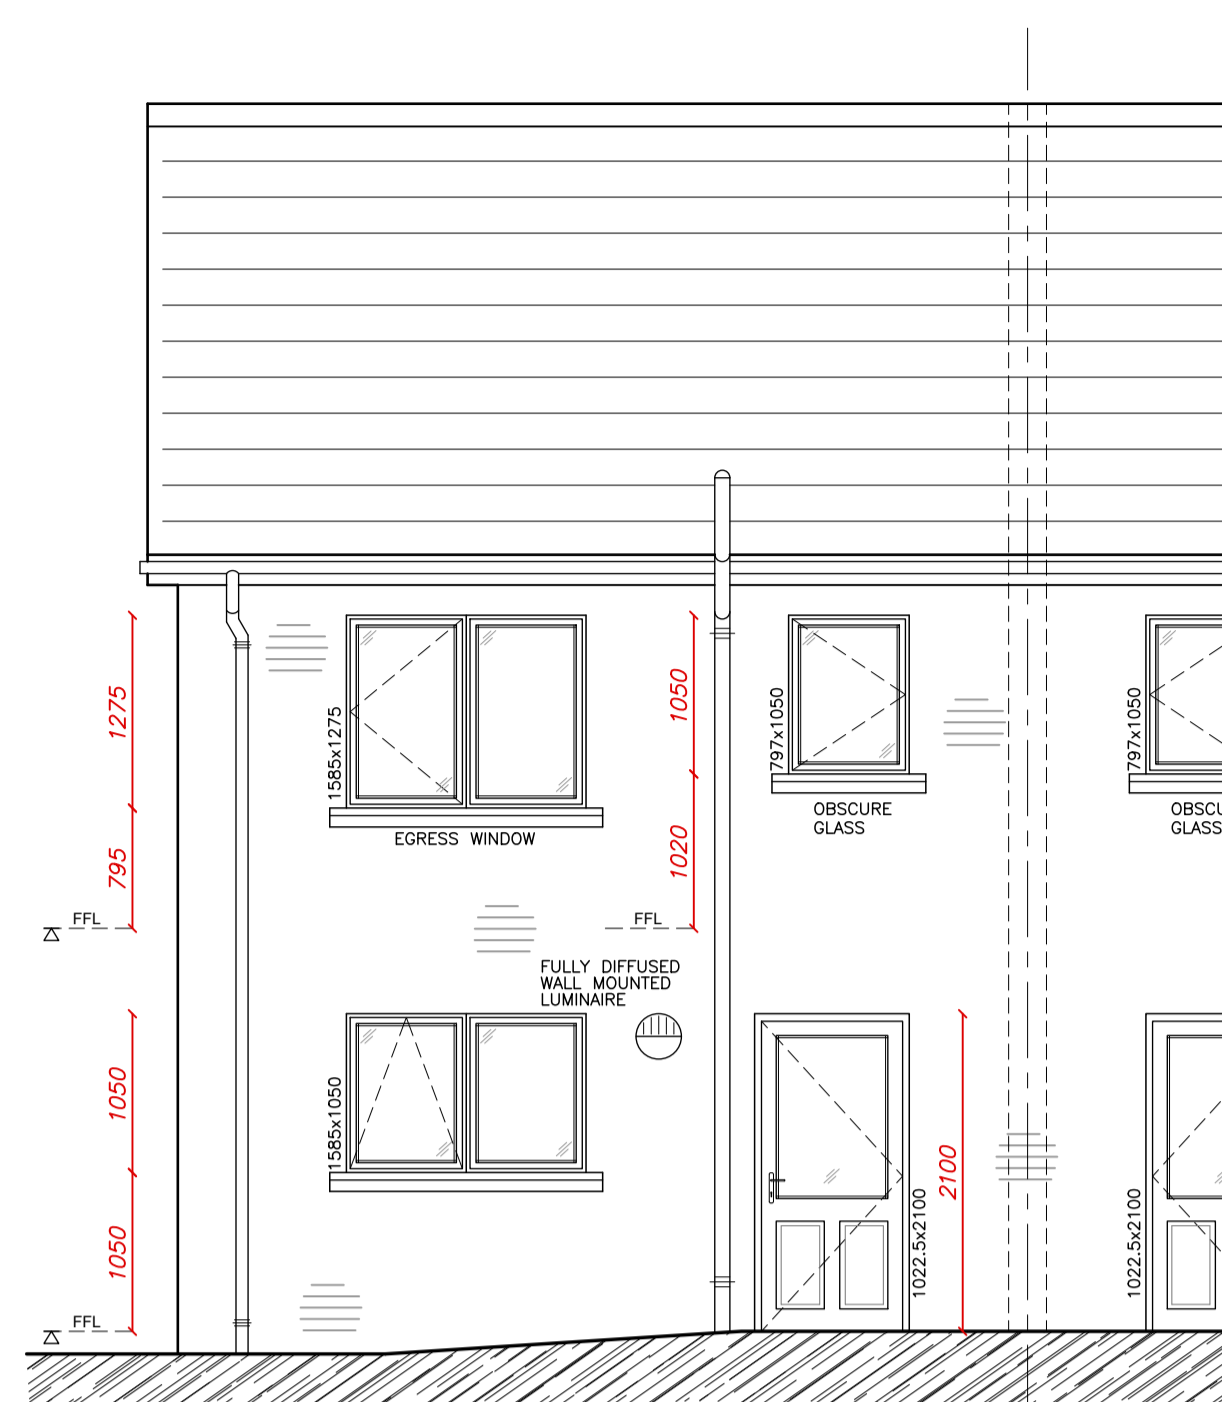 1275
795
FFL
1585x1275
EGRESS WINDOW
1050
1020
FFL
797x1050
OBSCURE
GLASS
797x1050
OBSCU
GLASS
FULLY DIFFUSED
WALL MOUNTED
LUMINAIRE
1050
1050
FFL
1585x1050
2100
1022.5x2100
1022.5x2100